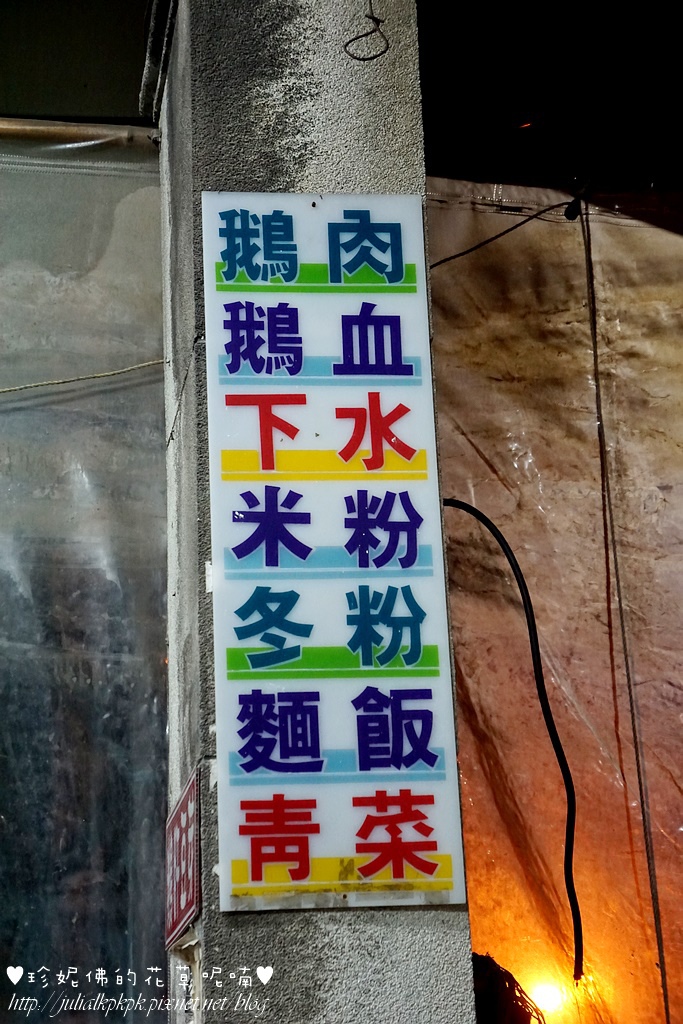 鵝肉
鵝血
下水
米粉
冬粉
麵飯
青菜
♥珍妮佛的花草呢喃♥
http://julialkpkpk.pixnet.net/blog